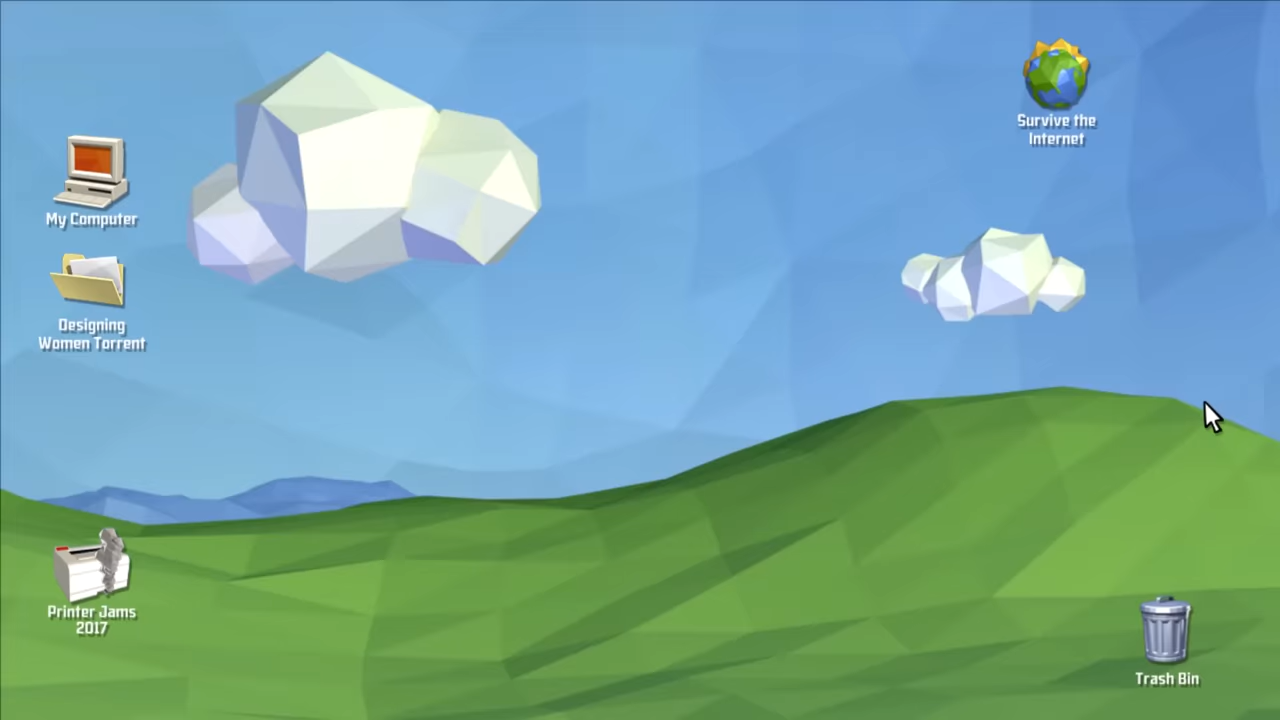 Survive the
Internet
My Computer
Designing
Women Torrent
Printer Jams
2017
Trash Bin